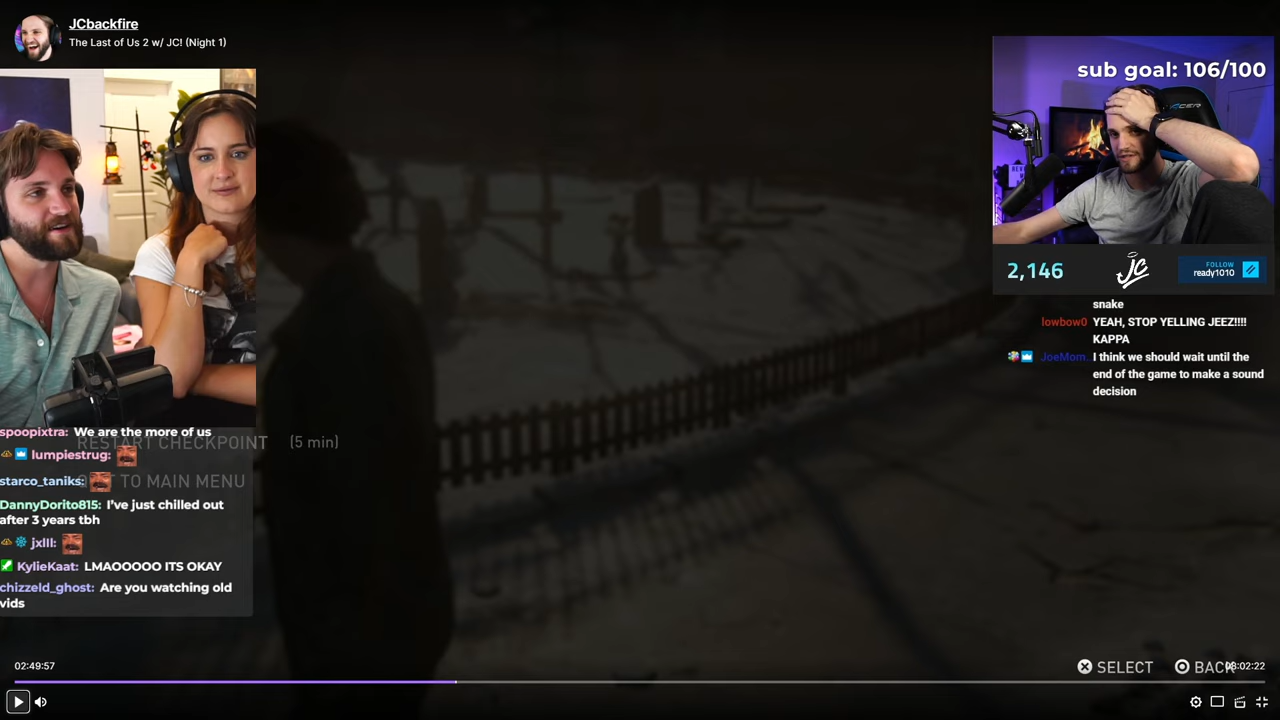 JCbackfire
The Last of Us 2 w/ JC! (Night 1)
sub goal: 106/100
ACER
2,146
JC
FOLLOW
ready1010
snake
lowbow0 YEAH, STOP YELLING JEEZ!!!!
KAPPA
JoeMom. I think we should wait until the
end of the game to make a sound
decision
spoopixtra: We are the more of us
RESTART CHECKPOINT (5 min)
lumpiestrug:
starco_taniks:
TO MAIN MENU
DannyDorito815: I've just chilled out
after 3 years tbh
jxlll:
KylieKaat: LMAOOOOO ITS OKAY
chizzeld_ghost: Are you watching old
vids
02:49:57
SELECT
BACK
:02:22